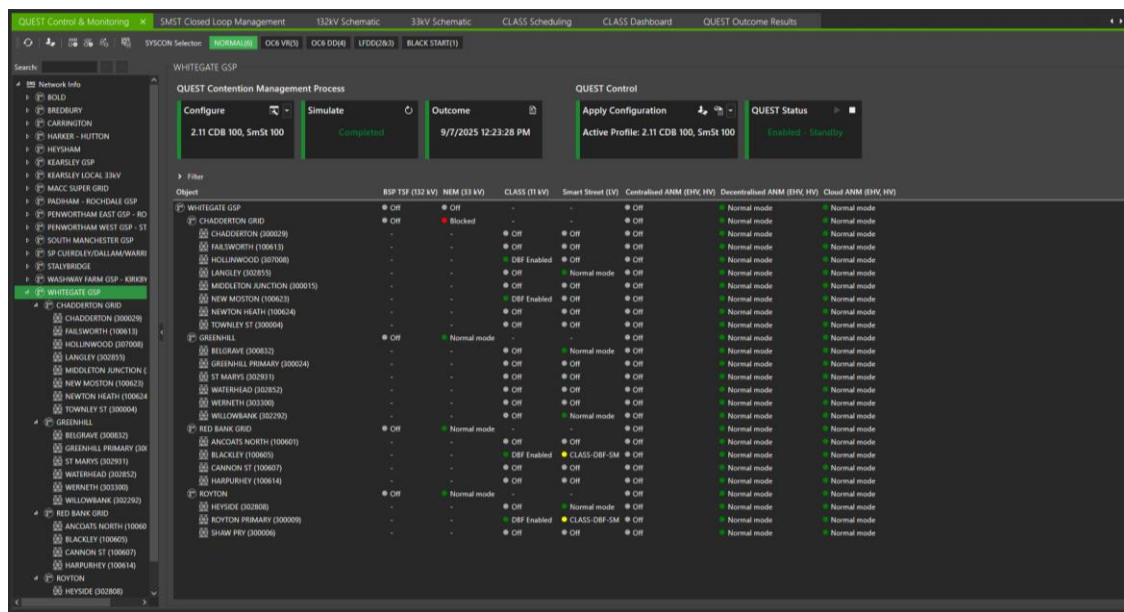 QUEST Control & Monitoring × SMST Closed Loop Management 132kV Schematic 33kV Schematic CLASS Scheduling CLASS Dashboard QUEST Outcome Results
SYSCON Selector: NORMAL(6) OC6 VR(5) OC6 DD(4) LFDD(2&3) BLACK START(1)
Search:
Network Info
BOLD
BREDBURY
CARRINGTON
HARKER - HUTTON
HEYSHAM
KEARSLEY GSP
KEARSLEY LOCAL 33kV
MACC SUPER GRID
PADIHAM - ROCHDALE GSP
PENWORTHAM EAST GSP - RO
PENWORTHAM WEST GSP - ST
SOUTH MANCHESTER GSP
SP CUERDLEY/DALLAM/WARRI
STALYBRIDGE
WASHWAY FARM GSP - KIRKBY
WHITEGATE GSP
CHADDERTON GRID
CHADDERTON (300029)
FAILSWORTH (100613)
HOLLINWOOD (307008)
LANGLEY (302855)
MIDDLETON JUNCTION (
NEW MOSTON (100623)
NEWTON HEATH (100624
TOWNLEY ST (300004)
GREENHILL
BELGRAVE (300832)
GREENHILL PRIMARY (30
ST MARYS (302931)
WATERHEAD (302852)
WERNETH (303300)
WILLOWBANK (302292)
RED BANK GRID
ANCOATS NORTH (10060
BLACKLEY (100605)
CANNON ST (100607)
HARPURHEY (100614)
ROYTON
HEYSIDE (302808)
WHITEGATE GSP
QUEST Contention Management Process
Configure
2.11 CDB 100, SmSt 100
Simulate
Completed
Outcome
9/7/2025 12:23:28 PM
QUEST Control
Apply Configuration
Active Profile: 2.11 CDB 100, SmSt 100
QUEST Status
Enabled - Standby
Filter
Object BSP TSF (132 kV) NEM (33 kV) CLASS (11 kV) Smart Street (LV) Centralised ANM (EHV, HV) Decentralised ANM (EHV, HV) Cloud ANM (EHV, HV)
WHITEGATE GSP Off Off - - Off Normal mode Normal mode
CHADDERTON GRID Off Blocked - - Off Normal mode Normal mode
CHADDERTON (300029) - - Off Off Off Normal mode Normal mode
FAILSWORTH (100613) - - Off Off Off Normal mode Normal mode
HOLLINWOOD (307008) - - DBF Enabled Off Off Normal mode Normal mode
LANGLEY (302855) - - Off Normal mode Off Normal mode Normal mode
MIDDLETON JUNCTION (300015) - - Off Off Off Normal mode Normal mode
NEW MOSTON (100623) - - DBF Enabled Off Off Normal mode Normal mode
NEWTON HEATH (100624) - - Off Off Off Normal mode Normal mode
TOWNLEY ST (300004) - - Off Off Off Normal mode Normal mode
GREENHILL Off Normal mode - - Off Normal mode Normal mode
BELGRAVE (300832) - - Off Normal mode Off Normal mode Normal mode
GREENHILL PRIMARY (300024) - - Off Off Off Normal mode Normal mode
ST MARYS (302931) - - Off Off Off Normal mode Normal mode
WATERHEAD (302852) - - Off Off Off Normal mode Normal mode
WERNETH (303300) - - Off Off Off Normal mode Normal mode
WILLOWBANK (302292) - - Off Normal mode Off Normal mode Normal mode
RED BANK GRID Off Normal mode - - Off Normal mode Normal mode
ANCOATS NORTH (100601) - - Off Off Off Normal mode Normal mode
BLACKLEY (100605) - - DBF Enabled CLASS-DBF-SM Off Normal mode Normal mode
CANNON ST (100607) - - Off Off Off Normal mode Normal mode
HARPURHEY (100614) - - Off Off Off Normal mode Normal mode
ROYTON Off Normal mode - - Off Normal mode Normal mode
HEYSIDE (302808) - - Off Normal mode Off Normal mode Normal mode
ROYTON PRIMARY (300009) - - DBF Enabled CLASS-DBF-SM Off Normal mode Normal mode
SHAW PRY (300006) - - Off Off Off Normal mode Normal mode